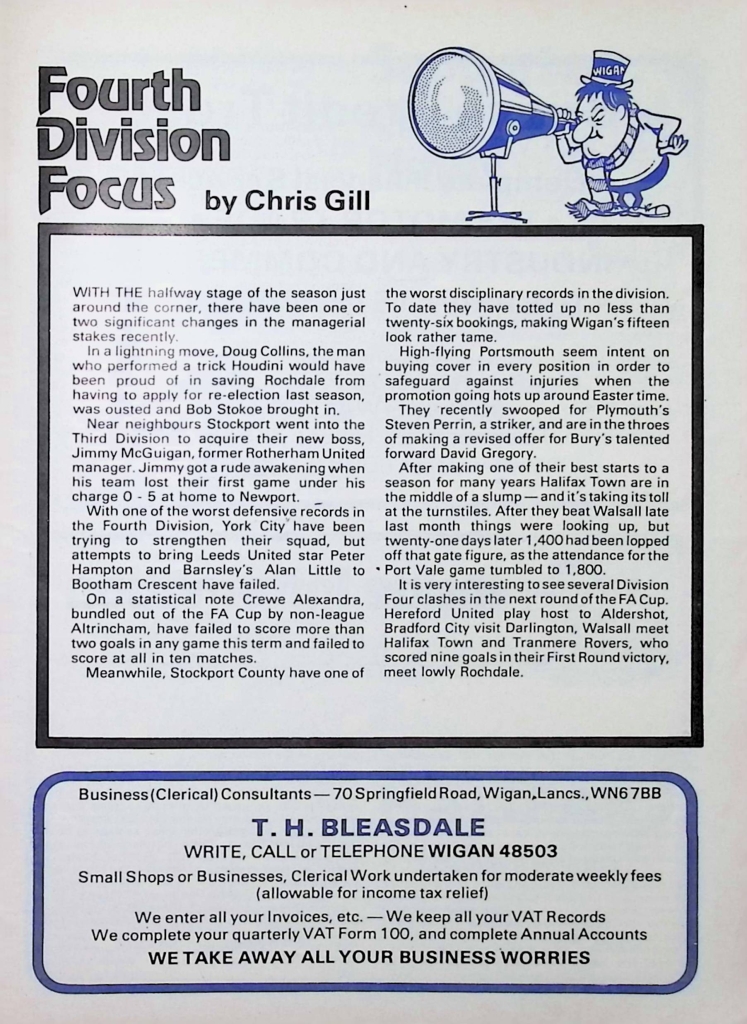 Fourth
Division
Focus by Chris Gill
WIGAN
WITH THE halfway stage of the season just
around the corner, there have been one or
two significant changes in the managerial
stakes recently.
In a lightning move, Doug Collins, the man
who performed a trick Houdini would have
been proud of in saving Rochdale from
having to apply for re-election last season,
was ousted and Bob Stokoe brought in.
Near neighbours Stockport went into the
Third Division to acquire their new boss,
Jimmy McGuigan, former Rotherham United
manager. Jimmy got a rude awakening when
his team lost their first game under his
charge 0 - 5 at home to Newport.
With one of the worst defensive records in
the Fourth Division, York City have been
trying to strengthen their squad, but
attempts to bring Leeds United star Peter
Hampton and Barnsley's Alan Little to
Bootham Crescent have failed.
On a statistical note Crewe Alexandra,
bundled out of the FA Cup by non-league
Altrincham, have failed to score more than
two goals in any game this term and failed to
score at all in ten matches.
Meanwhile, Stockport County have one of
the worst disciplinary records in the division.
To date they have totted up no less than
twenty-six bookings, making Wigan's fifteen
look rather tame.
High-flying Portsmouth seem intent on
buying cover in every position in order to
safeguard against injuries when the
promotion going hots up around Easter time.
They recently swooped for Plymouth's
Steven Perrin, a striker, and are in the throes
of making a revised offer for Bury's talented
forward David Gregory.
After making one of their best starts to a
season for many years Halifax Town are in
the middle of a slump — and it's taking its toll
at the turnstiles. After they beat Walsall late
last month things were looking up, but
twenty-one days later 1,400 had been lopped
off that gate figure, as the attendance for the
Port Vale game tumbled to 1,800.
It is very interesting to see several Division
Four clashes in the next round of the FA Cup.
Hereford United play host to Aldershot,
Bradford City visit Darlington, Walsall meet
Halifax Town and Tranmere Rovers, who
scored nine goals in their First Round victory,
meet lowly Rochdale.
Business (Clerical) Consultants — 70 Springfield Road, Wigan, Lancs., WN6 7BB
T. H. BLEASDALE
WRITE, CALL or TELEPHONE WIGAN 48503
Small Shops or Businesses, Clerical Work undertaken for moderate weekly fees
(allowable for income tax relief)
We enter all your Invoices, etc. — We keep all your VAT Records
We complete your quarterly VAT Form 100, and complete Annual Accounts
WE TAKE AWAY ALL YOUR BUSINESS WORRIES